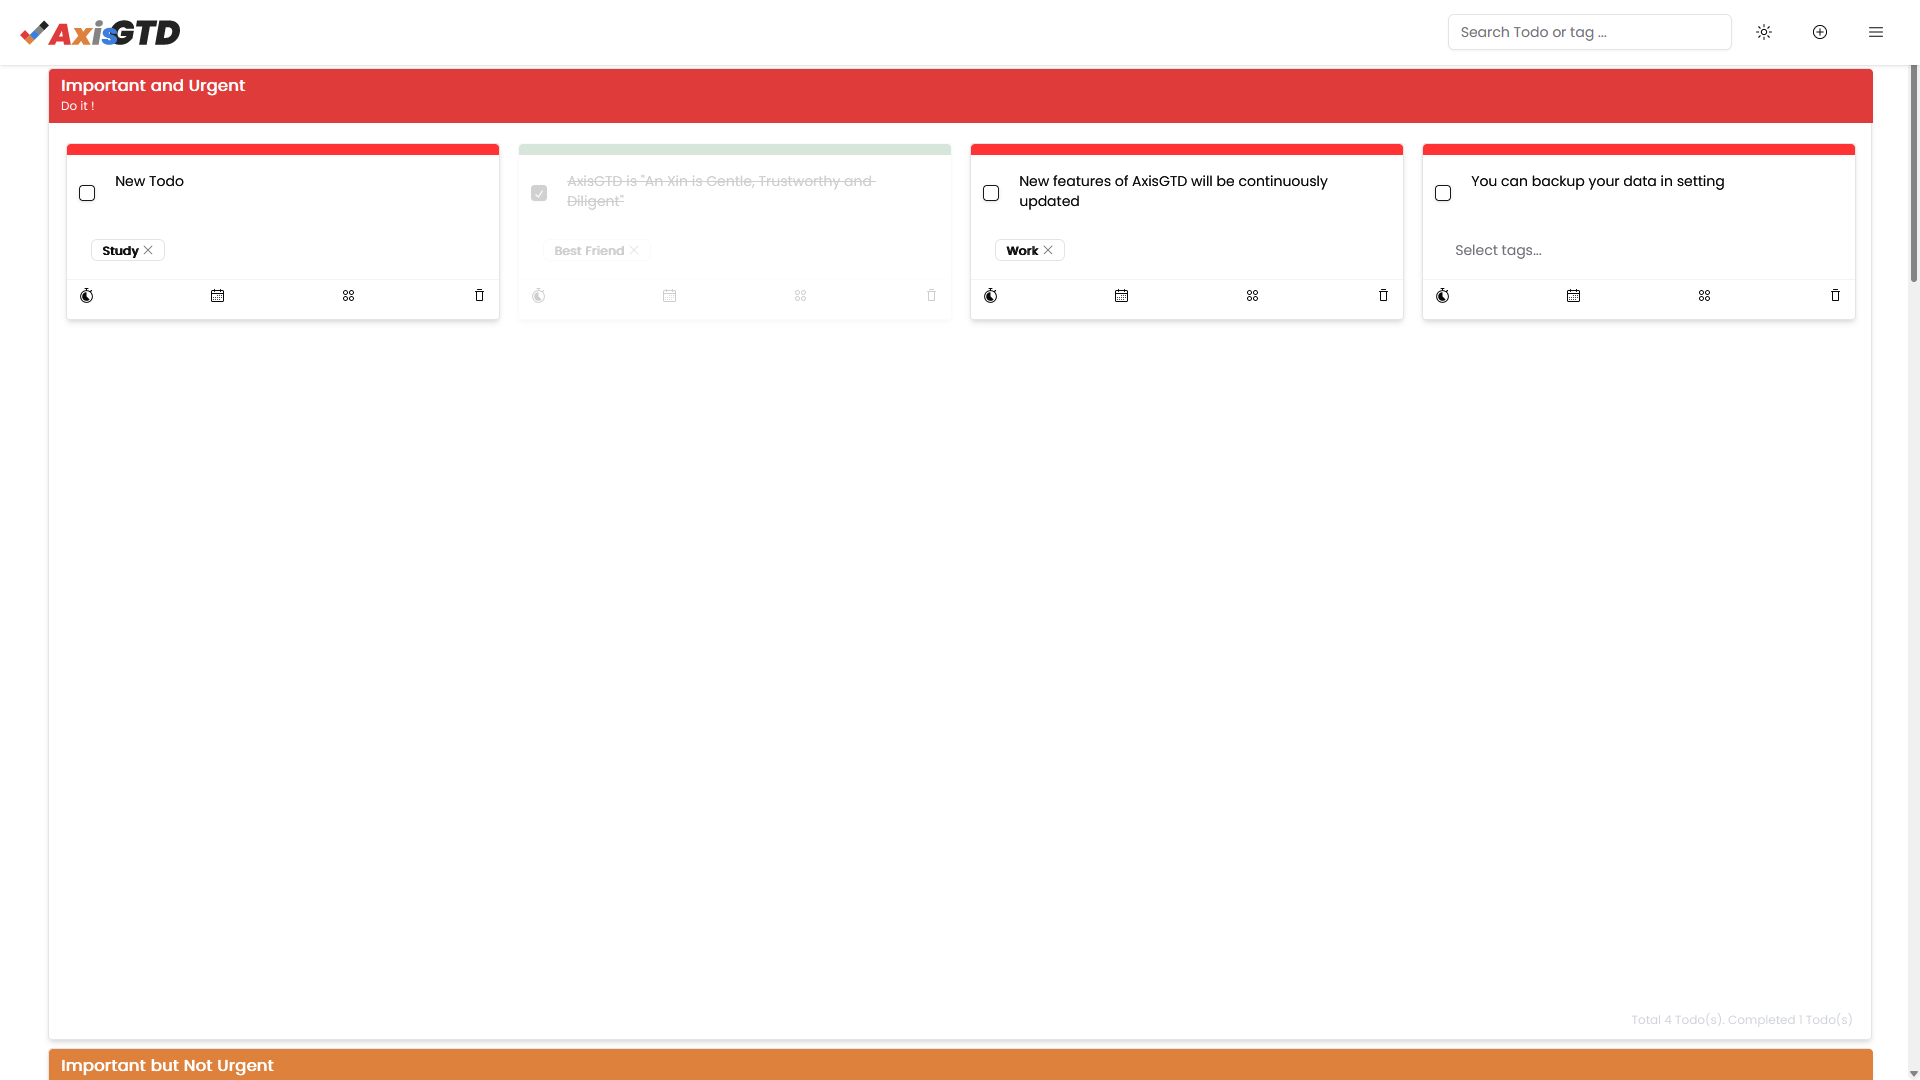 AxisGTD
Search Todo or tag ...
Important and Urgent
Do it !
New Todo
Study
AxisGTD is "An Xin is Gentle, Trustworthy and
Diligent"
Best Friend
New features of AxisGTD will be continuously
updated
Work
You can backup your data in setting
Select tags...
Total 4 Todo(s). Completed 1 Todo(s)
Important but Not Urgent